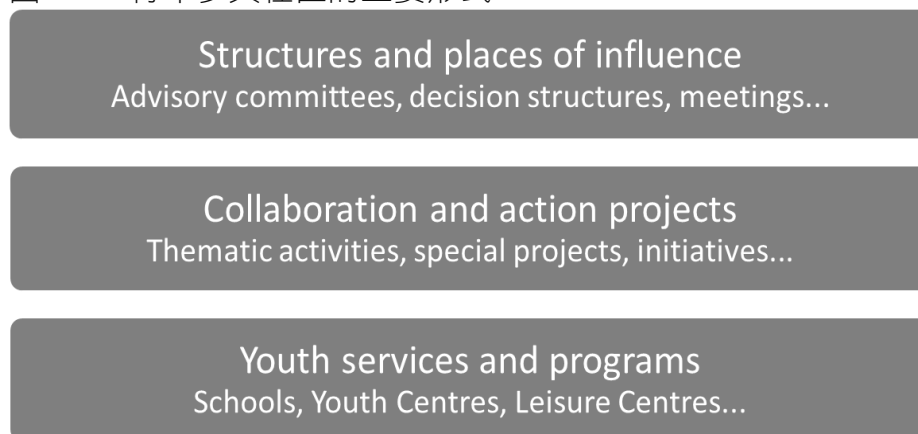 Structures and places of influence
Advisory committees, decision structures, meetings...
Collaboration and action projects
Thematic activities, special projects, initiatives...
Youth services and programs
Schools, Youth Centres, Leisure Centres...